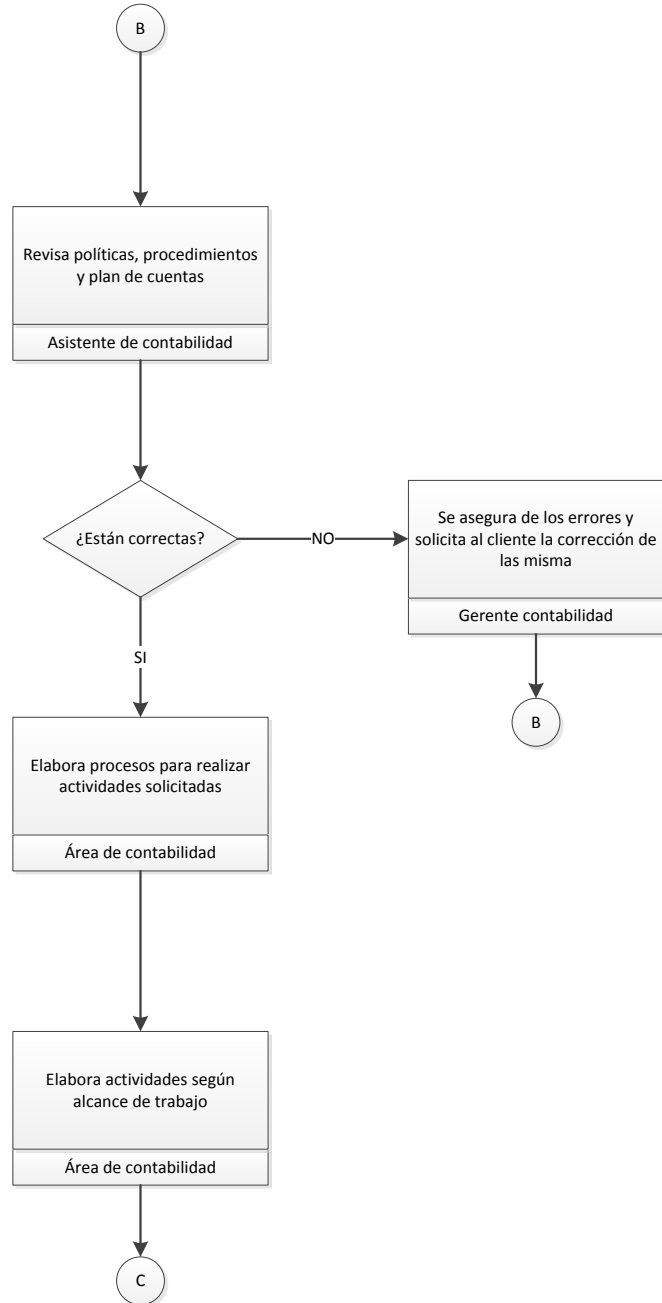 B
Revisa políticas, procedimientos
y plan de cuentas
Asistente de contabilidad
¿Están correctas?
NO
Se asegura de los errores y
solicita al cliente la corrección de
las misma
Gerente contabilidad
B
SI
Elabora procesos para realizar
actividades solicitadas
Área de contabilidad
Elabora actividades según
alcance de trabajo
Área de contabilidad
C